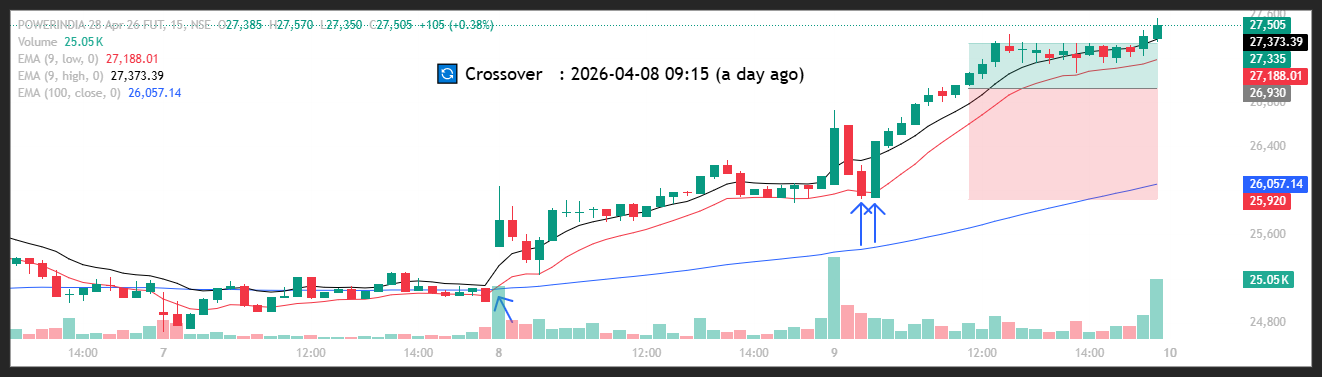 POWERINDIA 28 Apr 26 FUT, 15, NSE O27,385 H27,570 L27,350 C27,505 +105 (+0.38%)
Volume 25.05K
EMA (9, low, 0) 27,188.01
EMA (9, high, 0) 27,373.39
EMA (100, close, 0) 26,057.14
Crossover : 2026-04-08 09:15 (a day ago)
27,600
27,505
27,373.39
27,335
27,188.01
26,930
26,800
26,400
26,057.14
25,920
25,600
25.05K
24,800
14:00 7 12:00 14:00 8 12:00 14:00 9 12:00 14:00 10